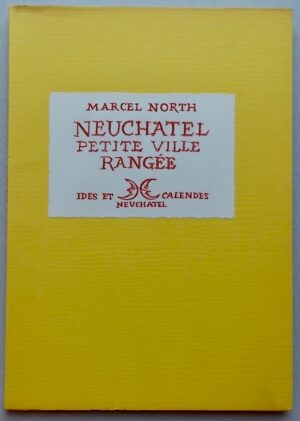 MARCEL NORTH
NEUCHATEL
PETITE VILLE
RANGÉE
IDES ET CALENDES
NEUCHATEL